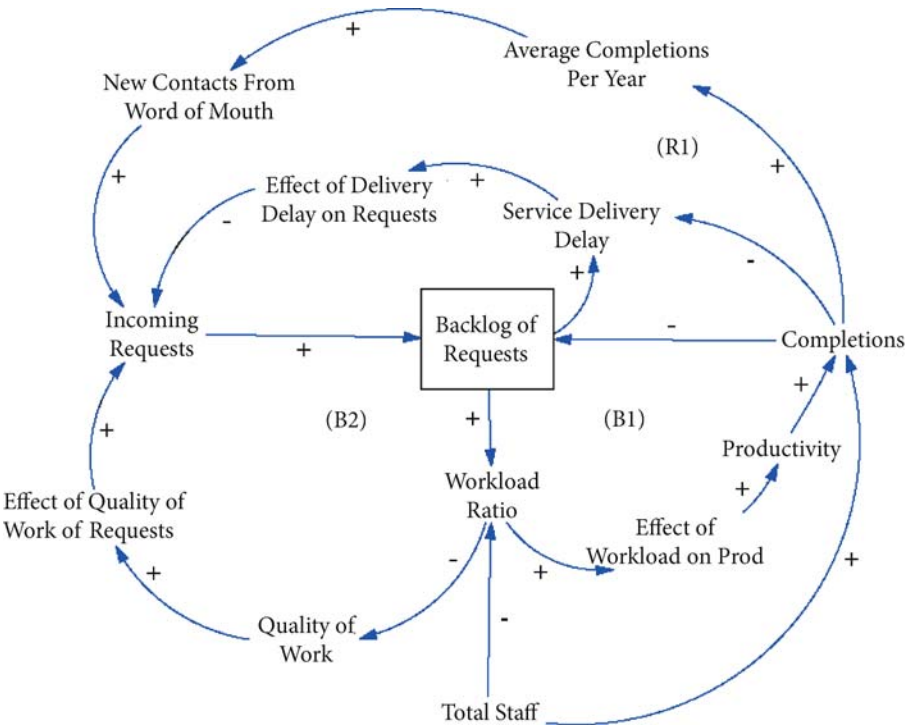 +
Average Completions
Per Year
New Contacts From
Word of Mouth
(R1)
+
+
+
Effect of Delivery
Delay on Requests
-
Service Delivery
Delay
-
+
Incoming
Requests
+
Backlog of
Requests
-
Completions
+
+
(B2)
+
(B1)
Productivity
+
Workload
Ratio
+
Effect of Quality of
Work of Requests
Effect of
Workload on Prod
+
-
+
+
Quality of
Work
-
Total Staff